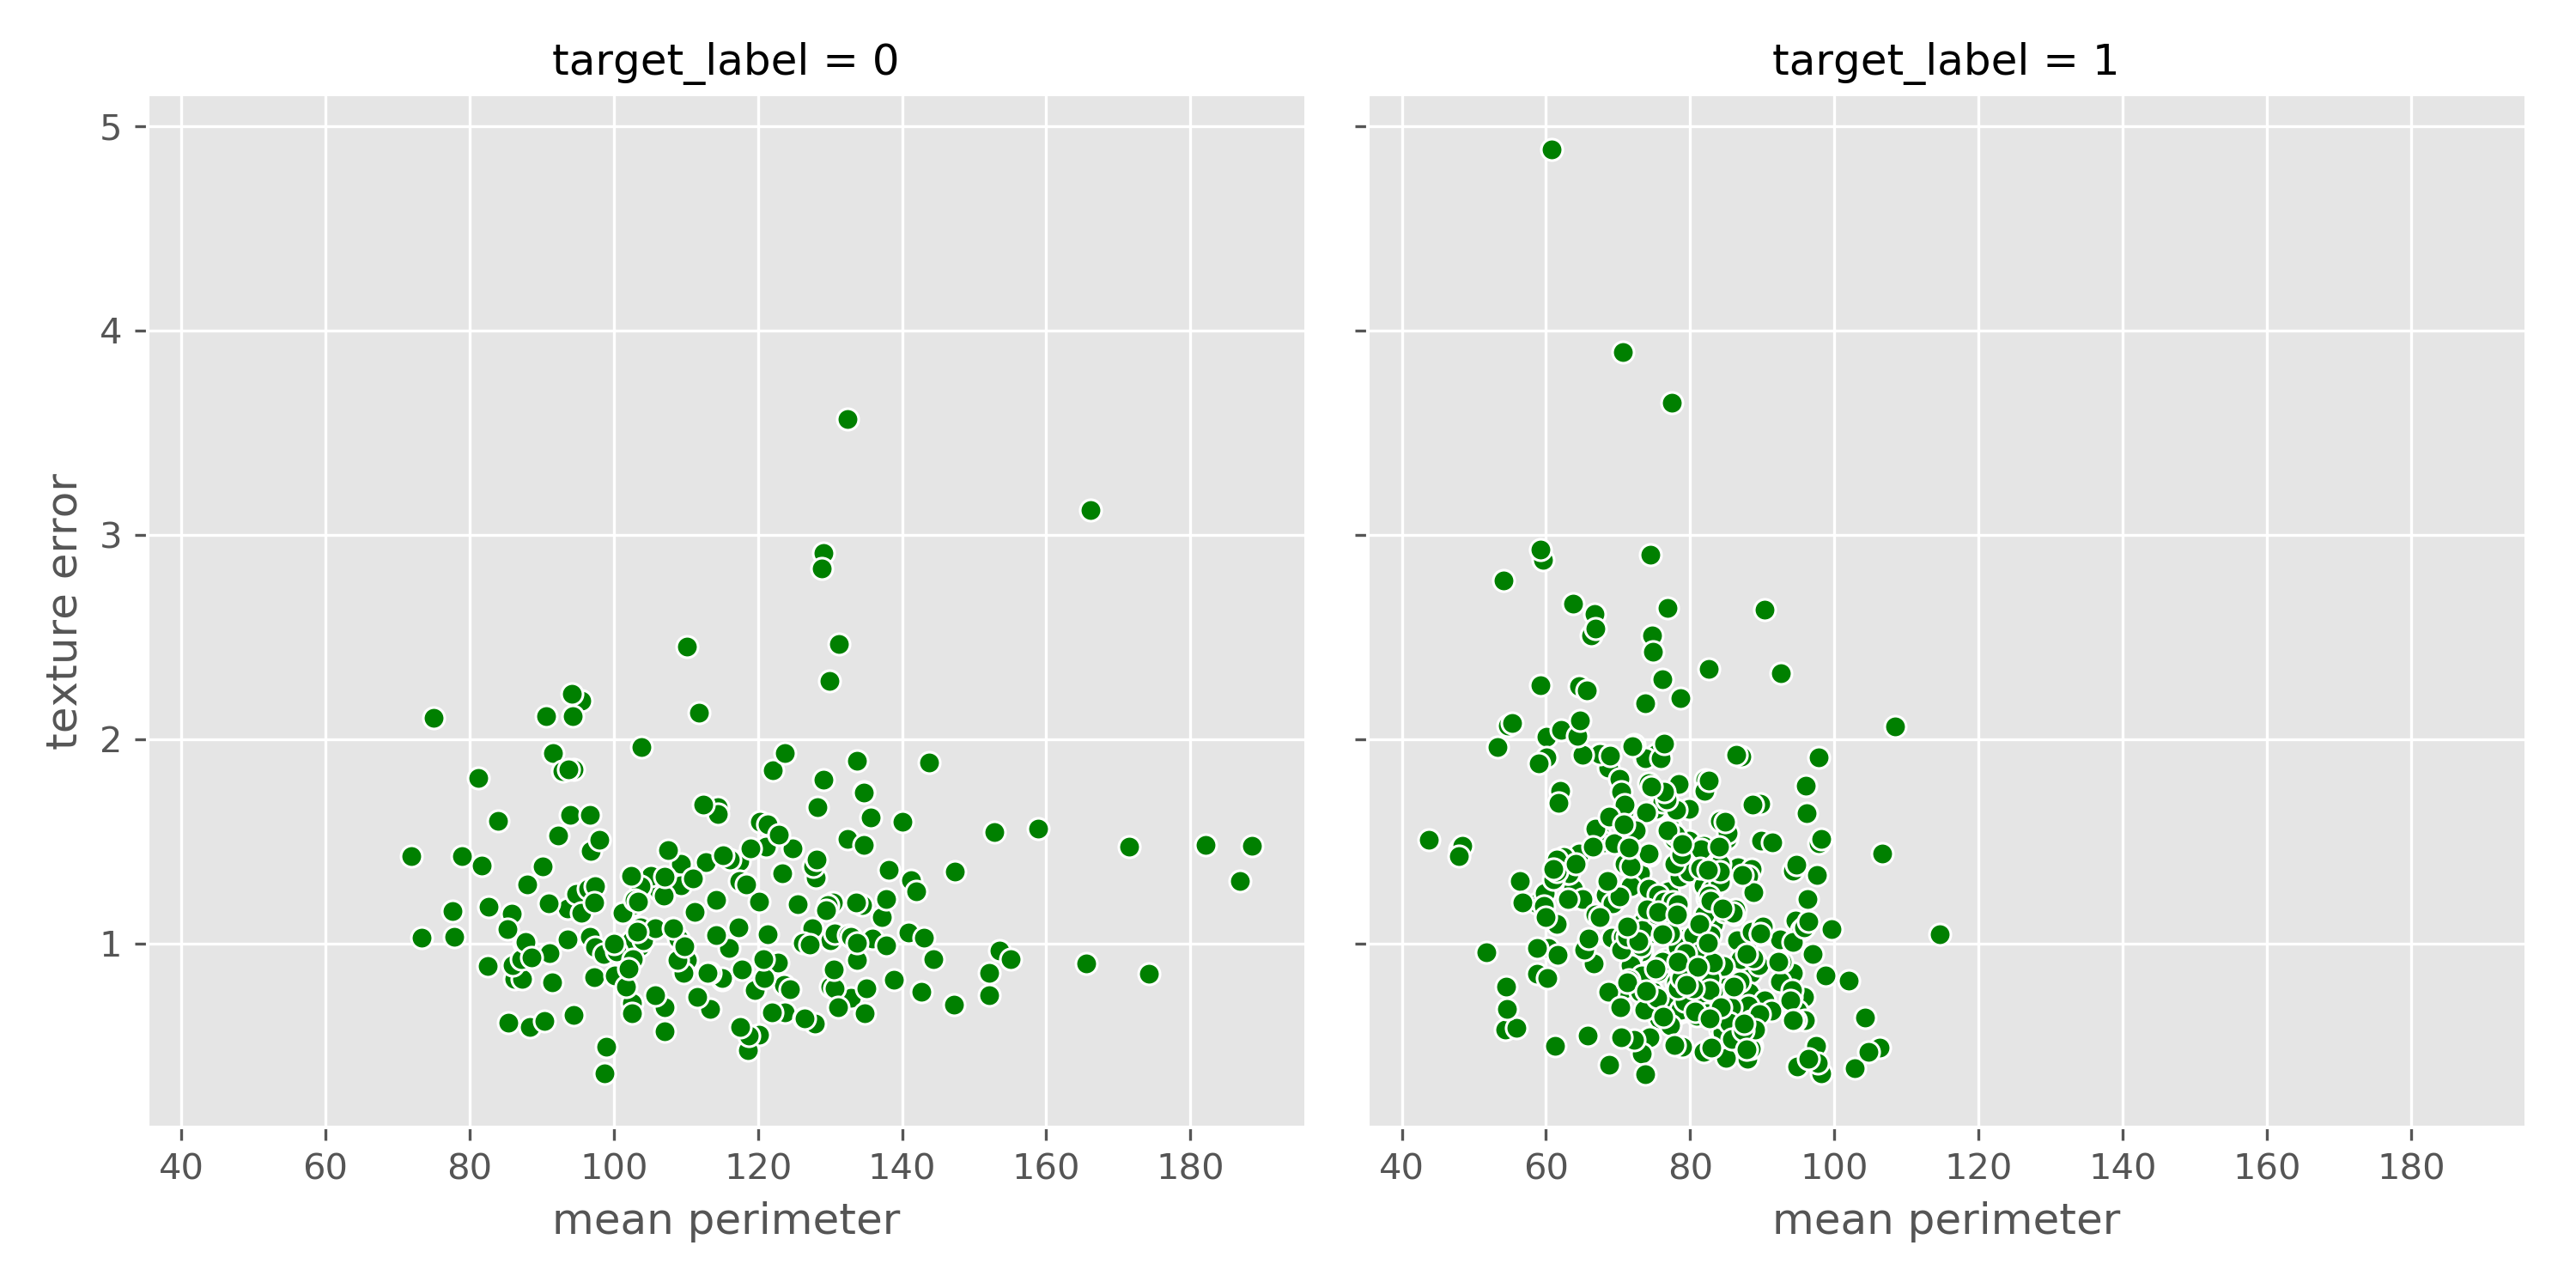 target_label = 0
target_label = 1
5
4
3
2
1
texture error
40 60 80 100 120 140 160 180
40 60 80 100 120 140 160 180
mean perimeter
mean perimeter